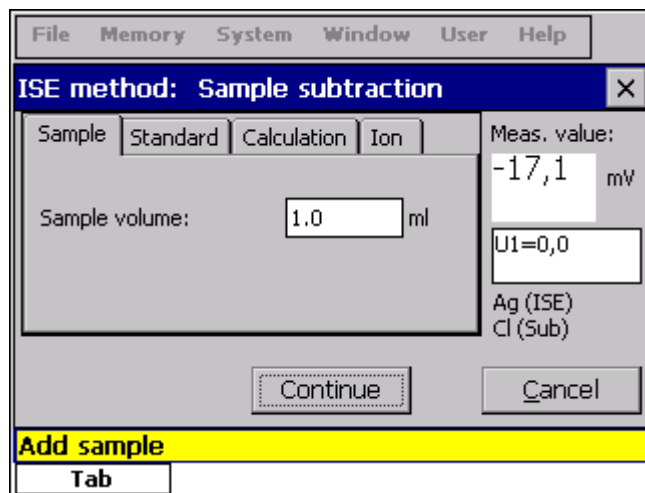 File Memory System Window User Help
ISE method: Sample subtraction
Sample Standard Calculation Ion
Meas. value:
-17,1 mV
Sample volume: 1.0 ml
U1=0,0
Ag (ISE)
Cl (Sub)
Continue Cancel
Add sample
Tab